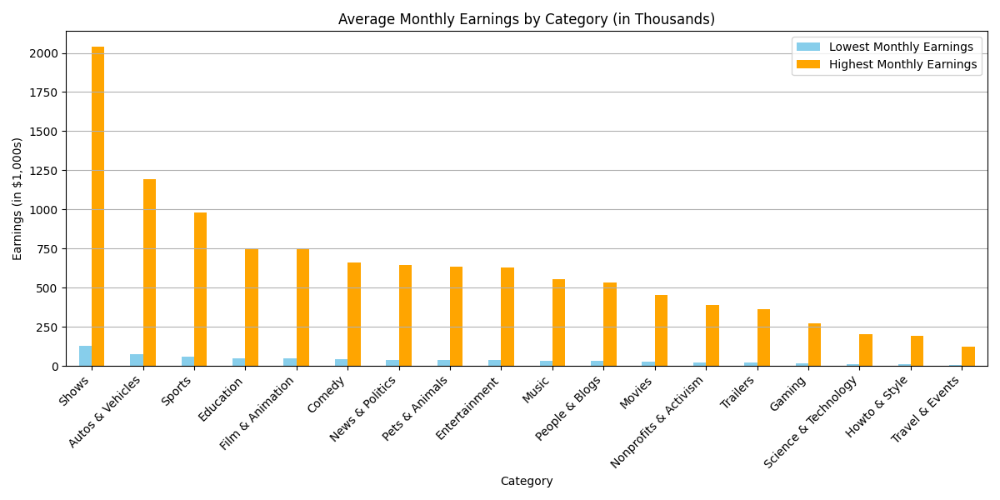 Average Monthly Earnings by Category (in Thousands)
Lowest Monthly Earnings
Highest Monthly Earnings
Earnings (in $1,000s)
2000
1750
1500
1250
1000
750
500
250
0
Shows
Autos & Vehicles
Sports
Education
Film & Animation
Comedy
News & Politics
Pets & Animals
Entertainment
Music
People & Blogs
Movies
Nonprofits & Activism
Trailers
Gaming
Science & Technology
Howto & Style
Travel & Events
Category